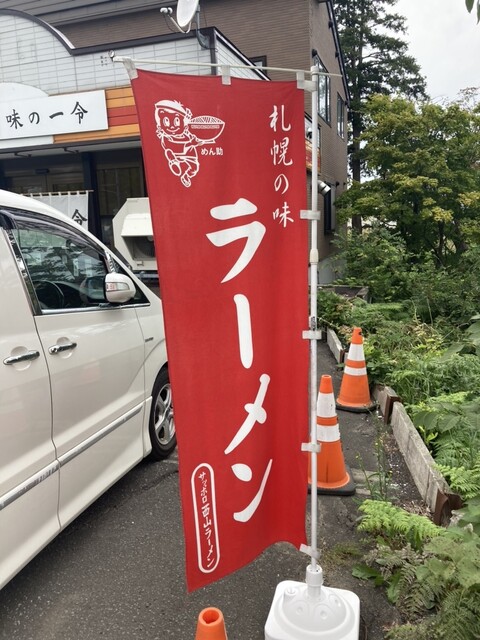 味の一令
めん助
札幌の味
ラーメン
サッポロ西山ラーメン